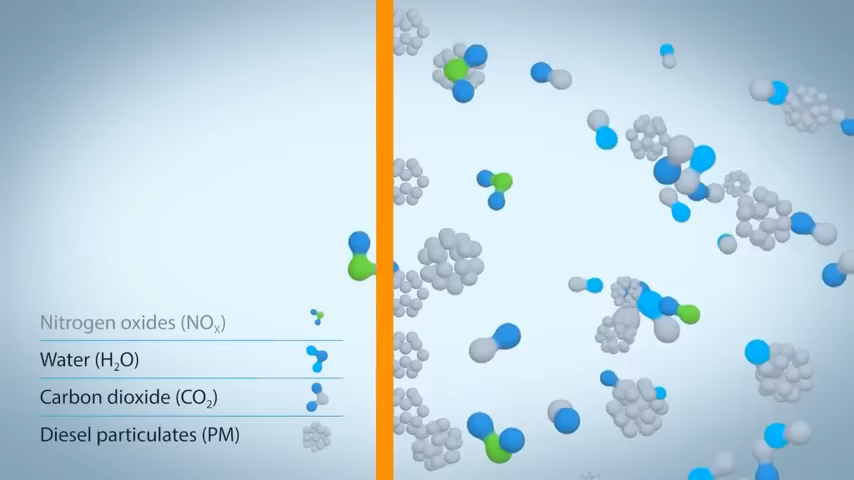 Nitrogen oxides (NOₓ)
Water (H₂O)
Carbon dioxide (CO₂)
Diesel particulates (PM)